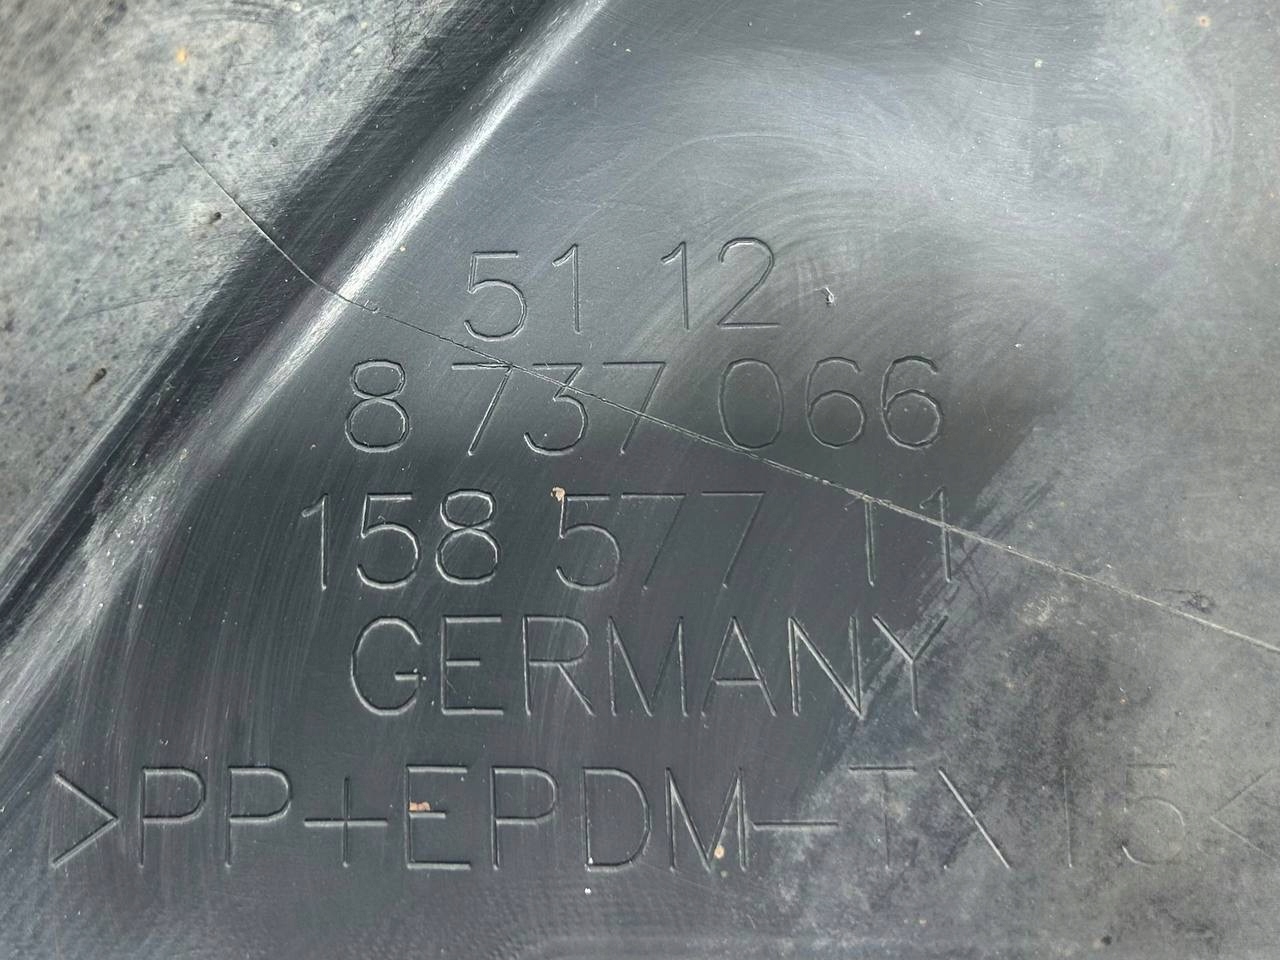 51 12
8 737 066
158 577 11
GERMANY
>PP+EPDM-TX15<